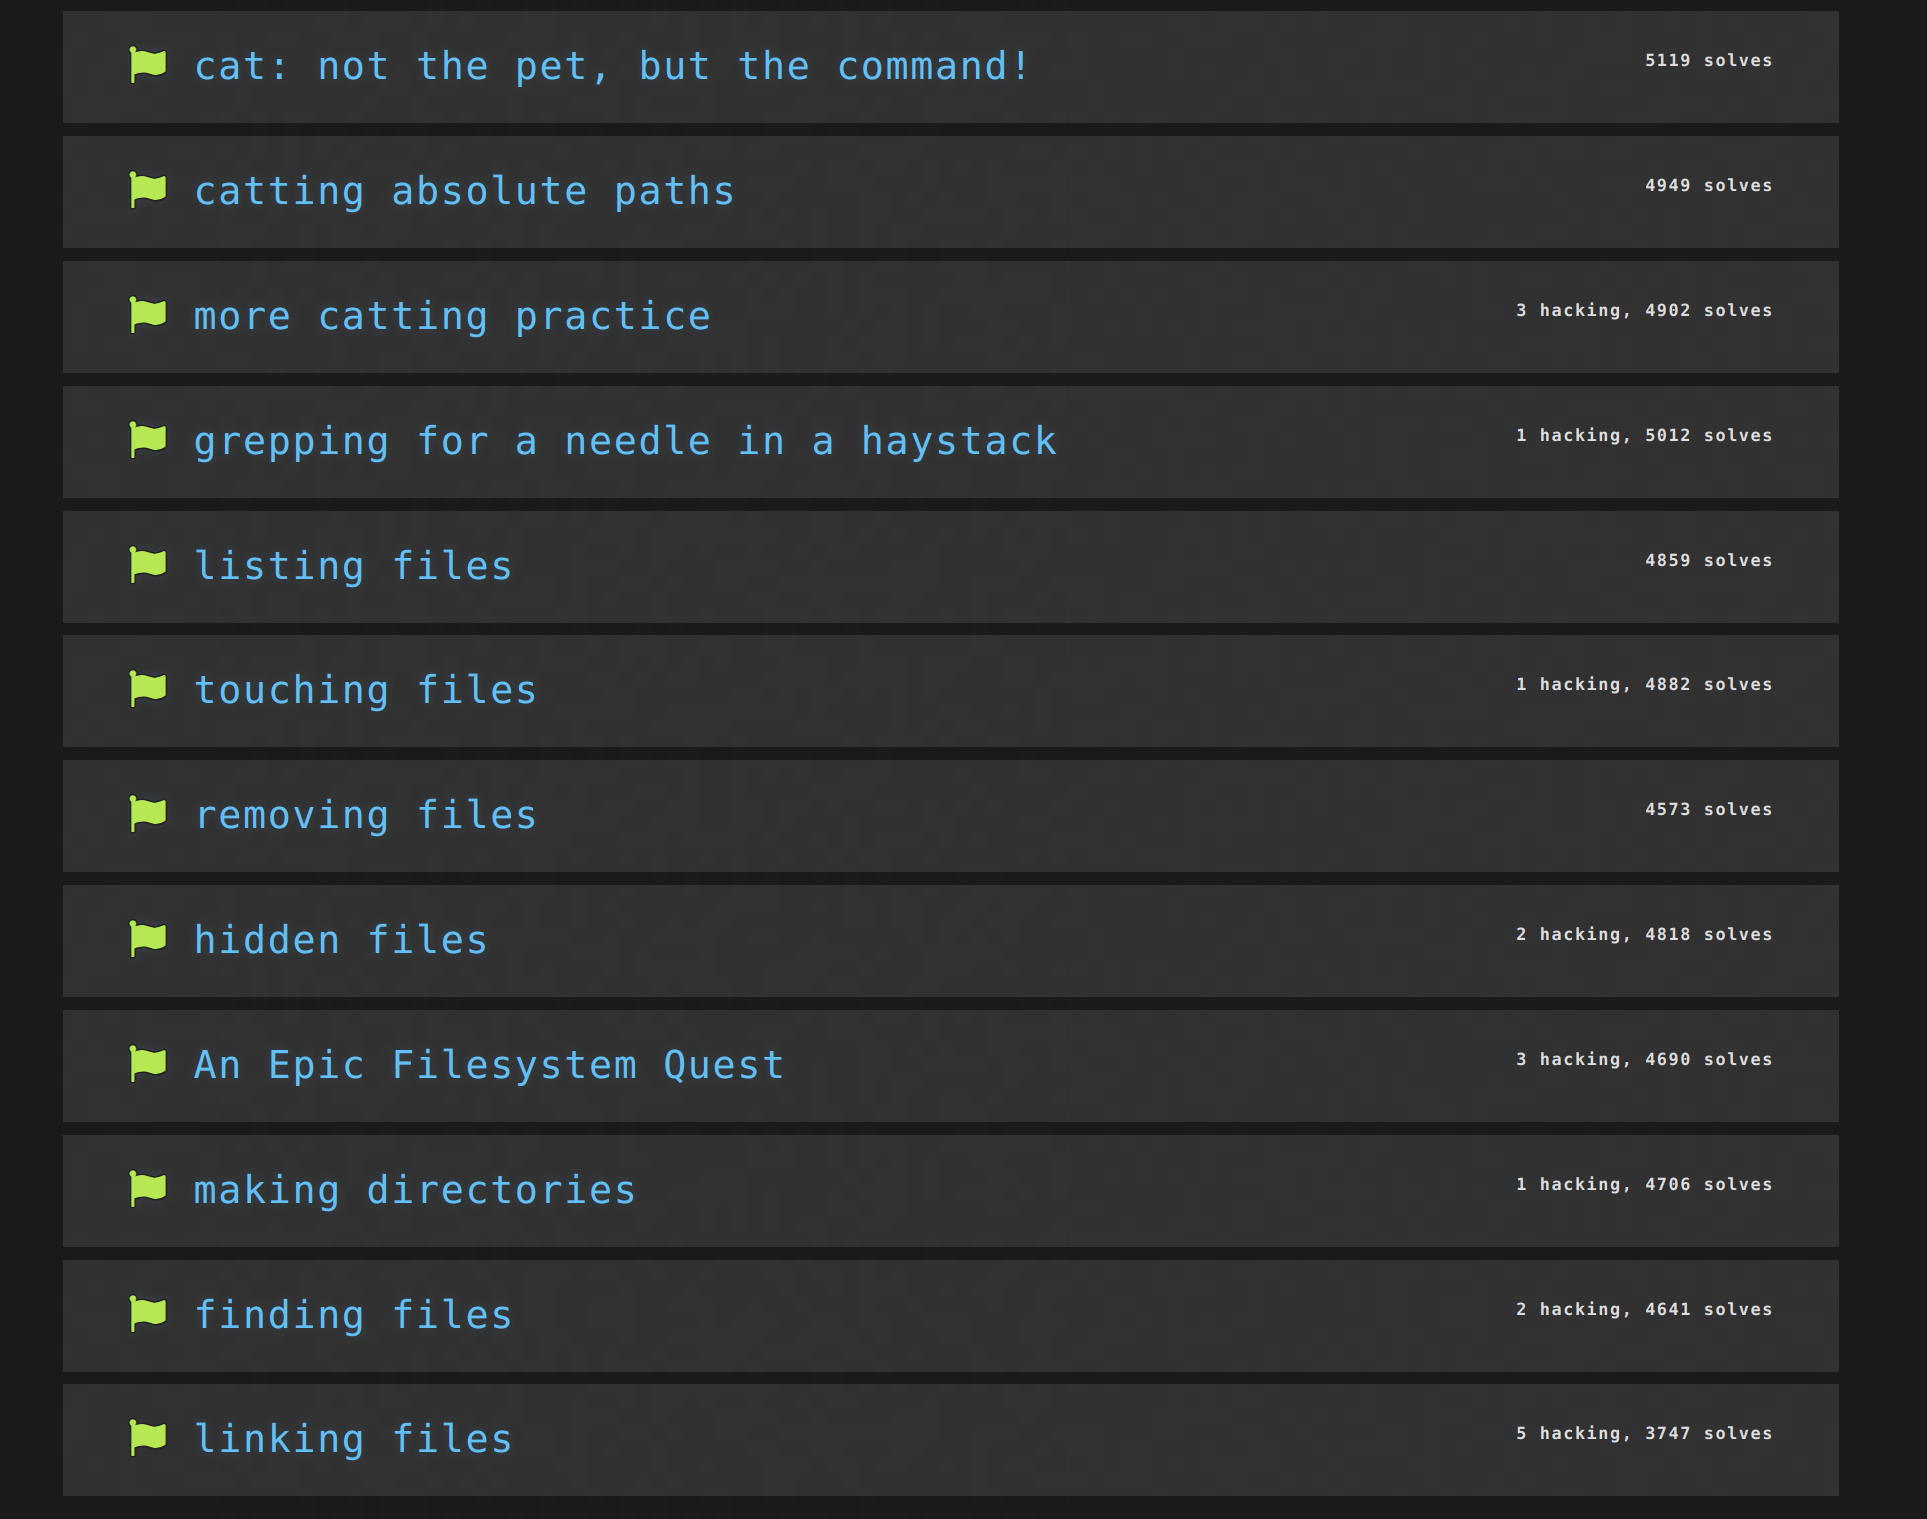 cat: not the pet, but the command! 5119 solves
catting absolute paths 4949 solves
more catting practice 3 hacking, 4902 solves
grepping for a needle in a haystack 1 hacking, 5012 solves
listing files 4859 solves
touching files 1 hacking, 4882 solves
removing files 4573 solves
hidden files 2 hacking, 4818 solves
An Epic Filesystem Quest 3 hacking, 4690 solves
making directories 1 hacking, 4706 solves
finding files 2 hacking, 4641 solves
linking files 5 hacking, 3747 solves